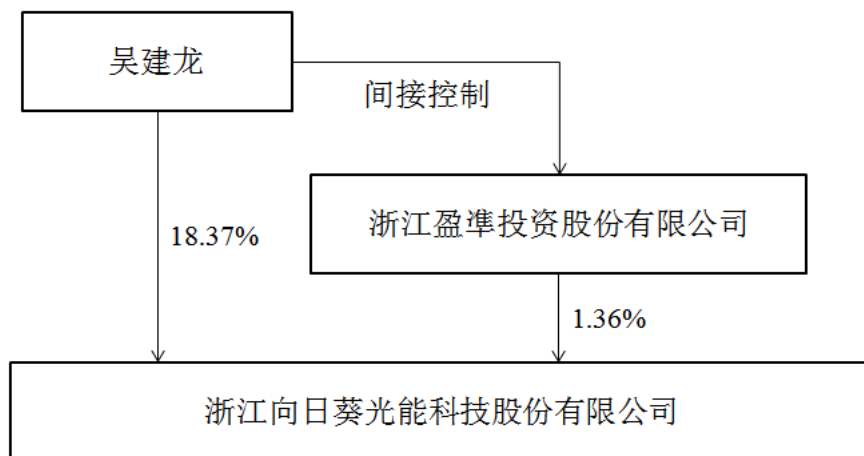 吴建龙
间接控制
浙江盈準投资股份有限公司
18.37%
1.36%
浙江向日葵光能科技股份有限公司